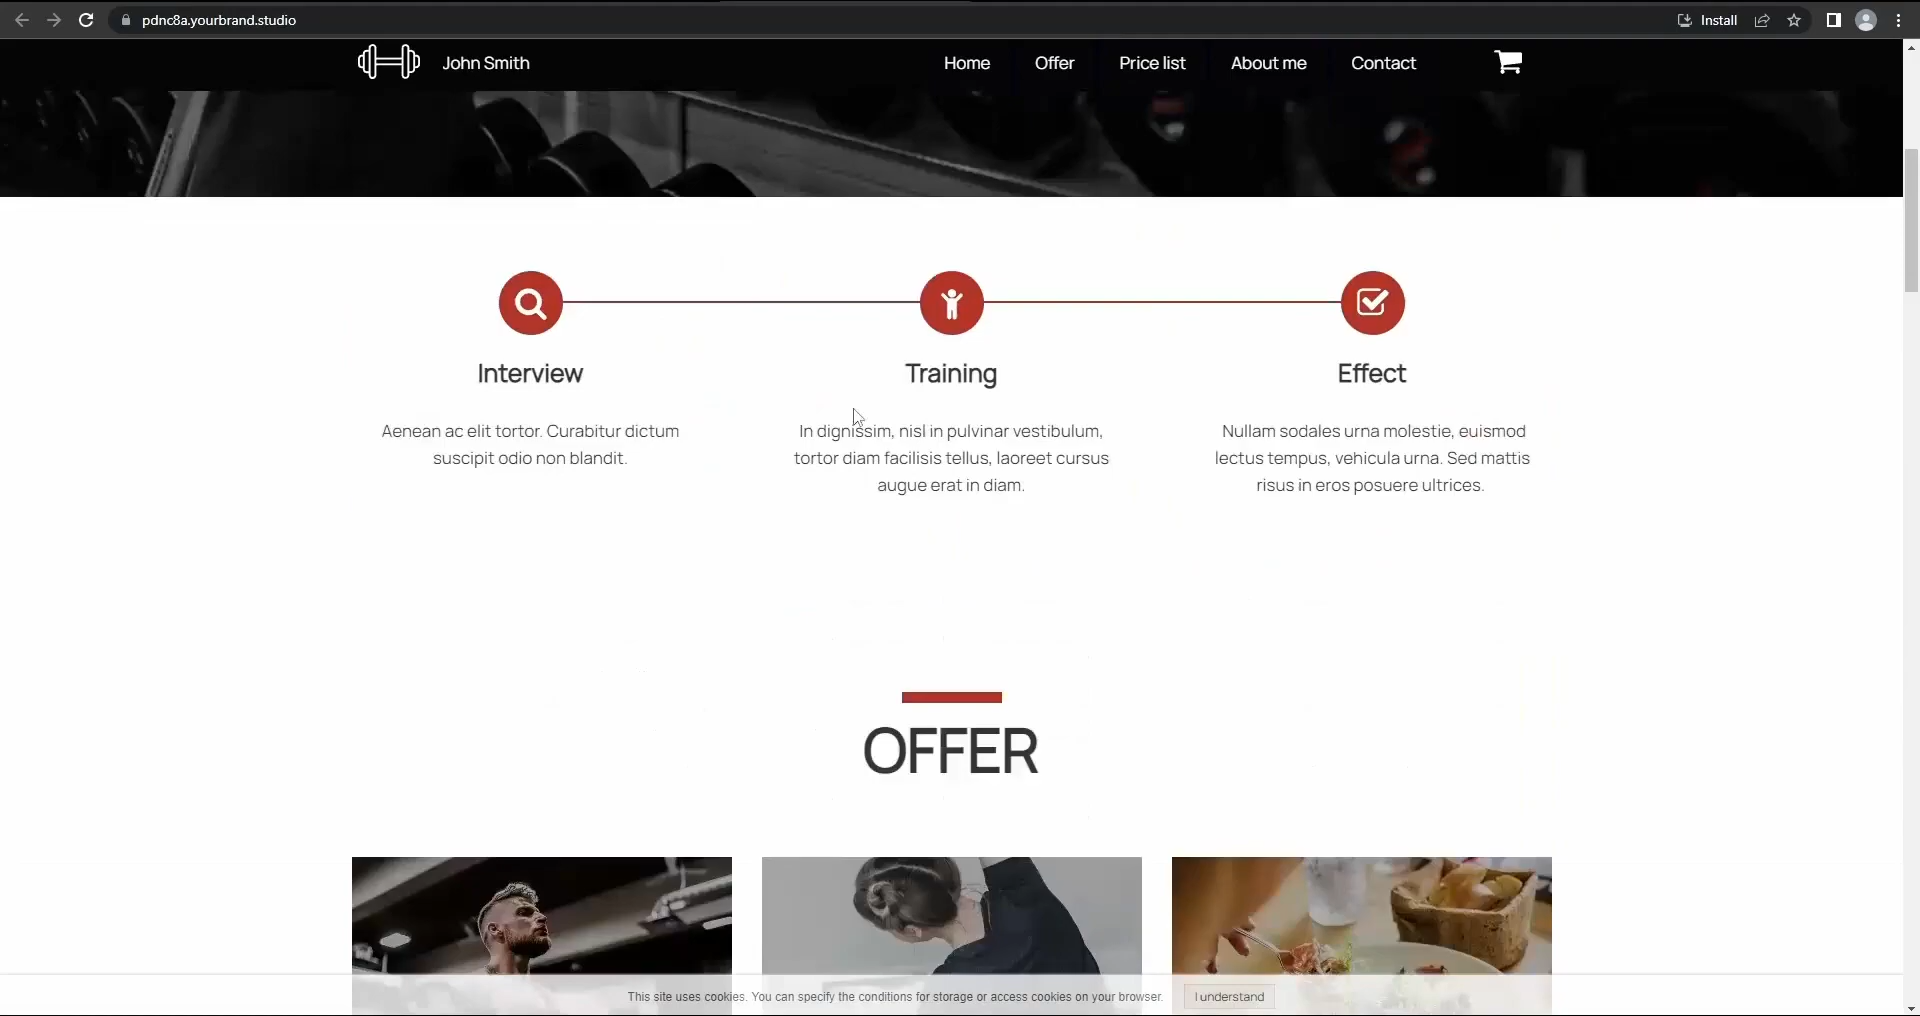 pdnc8a.yourbrand.studio
Install
John Smith
Home
Offer
Price list
About me
Contact
Interview
Aenean ac elit tortor. Curabitur dictum
suscipit odio non blandit.
Training
In dignissim, nisl in pulvinar vestibulum,
tortor diam facilisis tellus, laoreet cursus
augue erat in diam.
Effect
Nullam sodales urna molestie, euismod
lectus tempus, vehicula urna. Sed mattis
risus in eros posuere ultrices.
OFFER
This site uses cookies. You can specify the conditions for storage or access cookies on your browser.
I understand